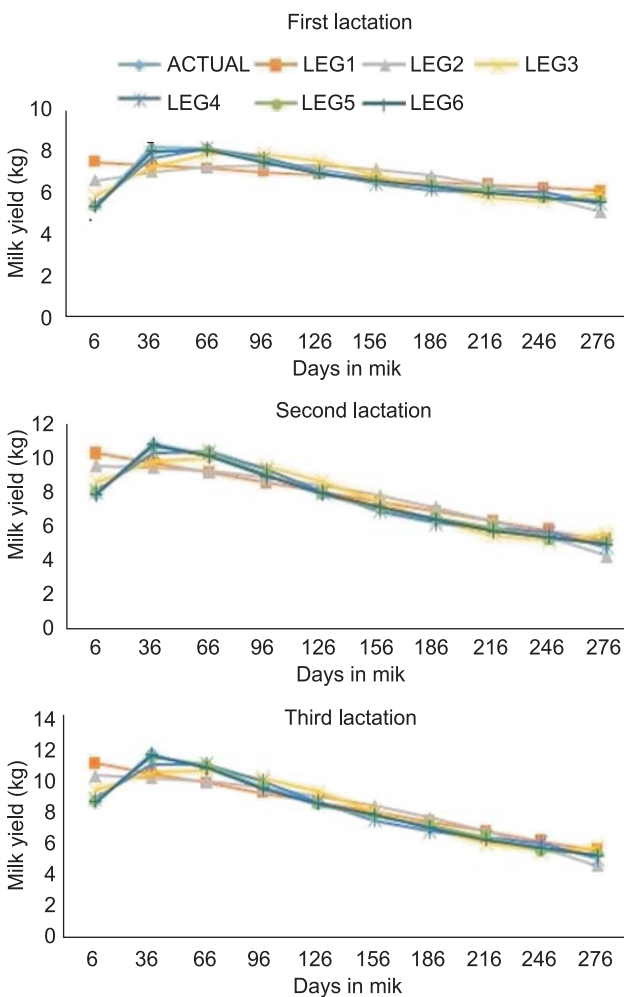 First lactation
ACTUAL LEG1 LEG2 LEG3
LEG4 LEG5 LEG6
10
8
6
4
2
0
Milk yield (kg)
6 36 66 96 126 156 186 216 246 276
Days in mik
Second lactation
12
10
8
6
4
2
0
Milk yield (kg)
6 36 66 96 126 156 186 216 246 276
Days in mik
Third lactation
14
12
10
8
6
4
2
0
Milk yield (kg)
6 36 66 96 126 156 186 216 246 276
Days in mik